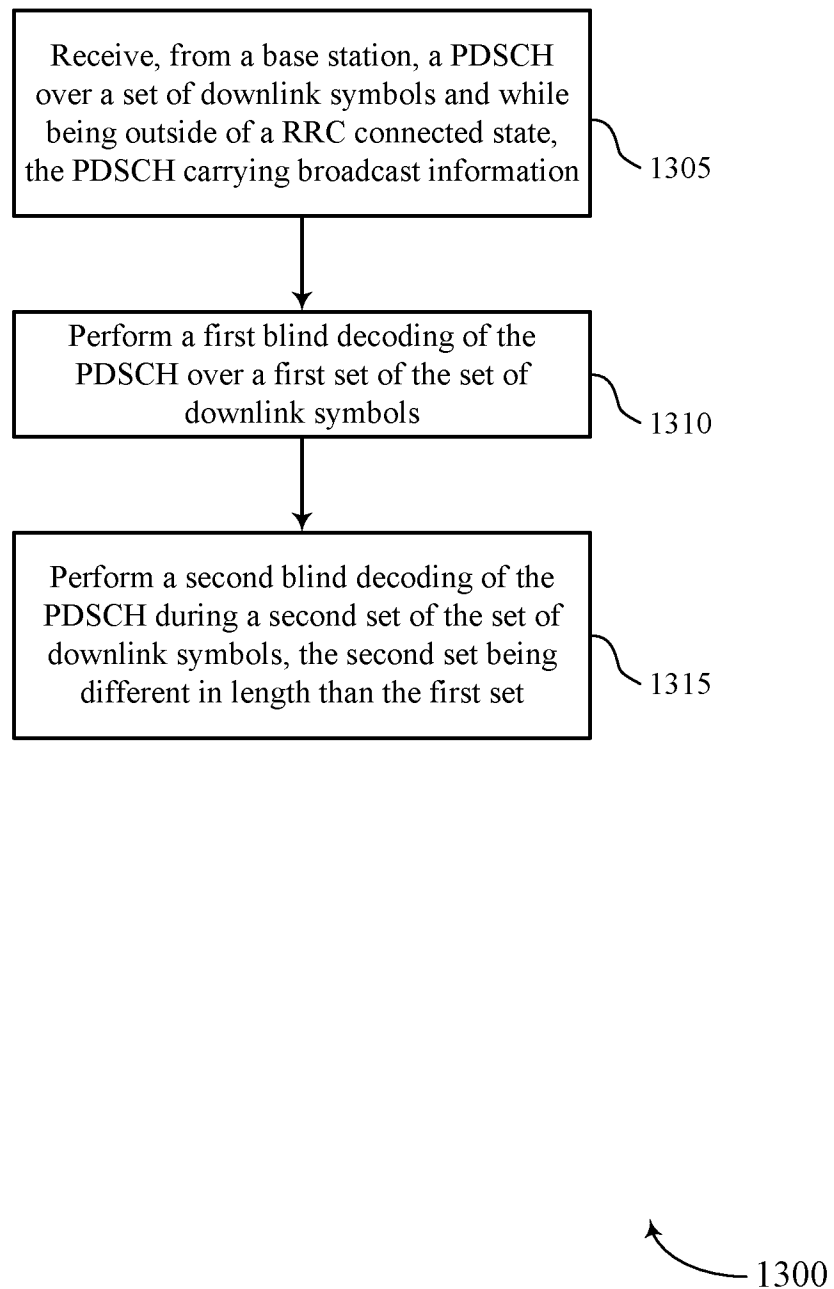 Receive, from a base station, a PDSCH
over a set of downlink symbols and while
being outside of a RRC connected state,
the PDSCH carrying broadcast information
1305
Perform a first blind decoding of the
PDSCH over a first set of the set of
downlink symbols
1310
Perform a second blind decoding of the
PDSCH during a second set of the set of
downlink symbols, the second set being
different in length than the first set
1315
1300